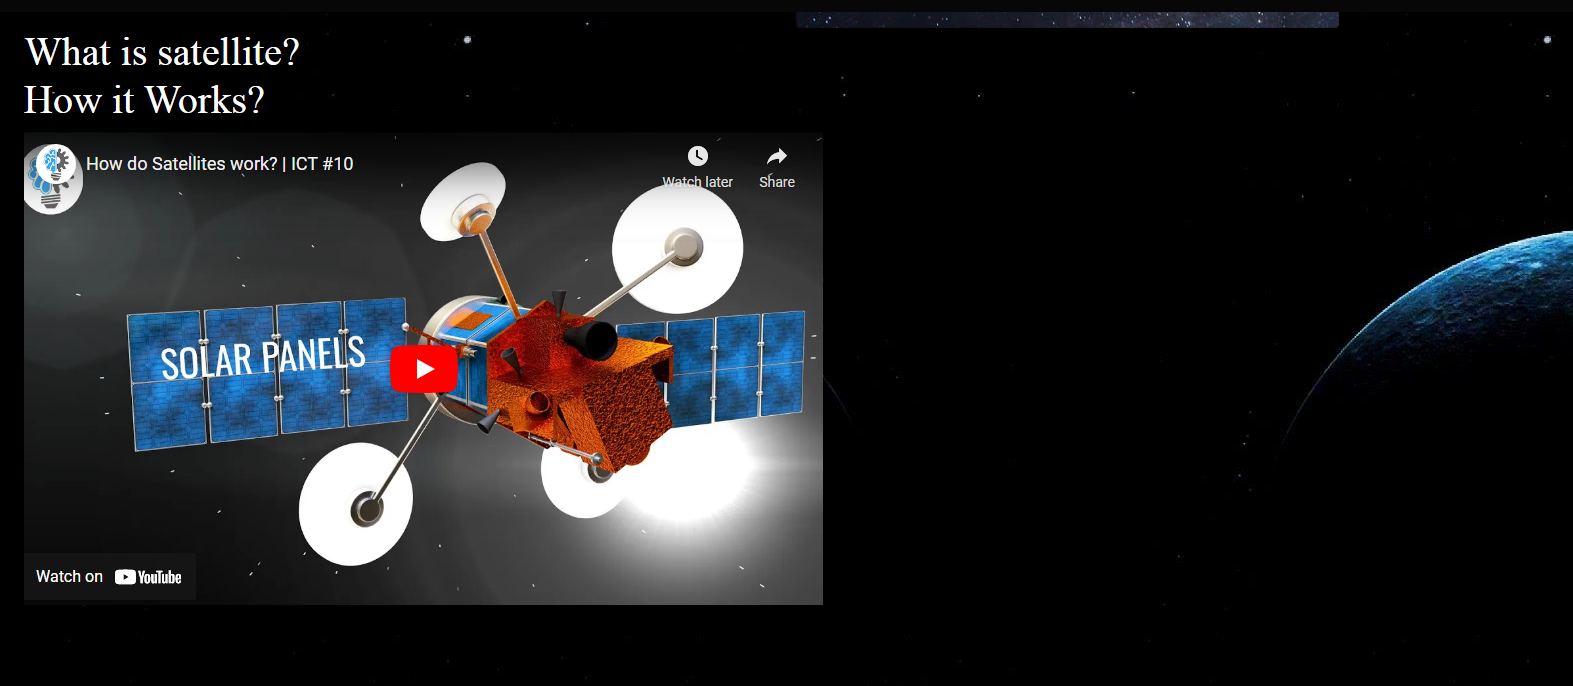 What is satellite?
How it Works?
How do Satellites work? | ICT #10
Watch later
Share
SOLAR PANELS
Watch on YouTube